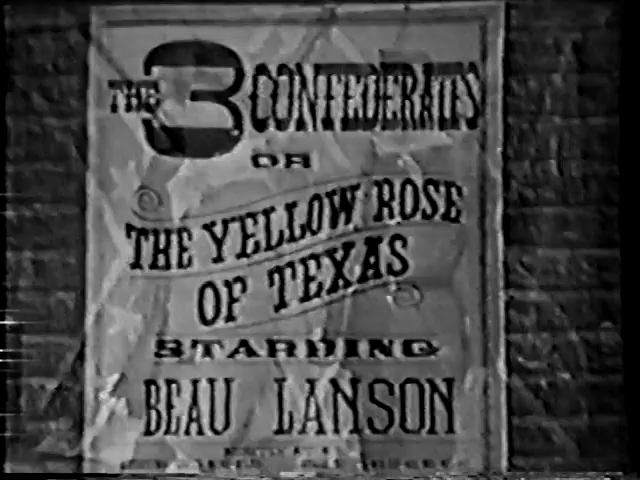 THE 3 CONFEDERATES
OR
THE YELLOW ROSE
OF TEXAS
STARRING
BEAU LANSON